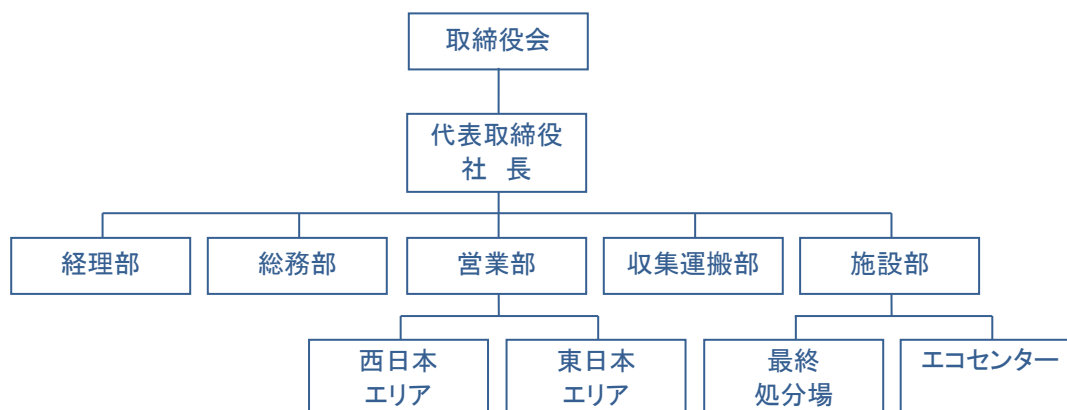 取締役会
代表取締役
社　長
経理部
総務部
営業部
収集運搬部
施設部
西日本
エリア
東日本
エリア
最終
処分場
エコセンター